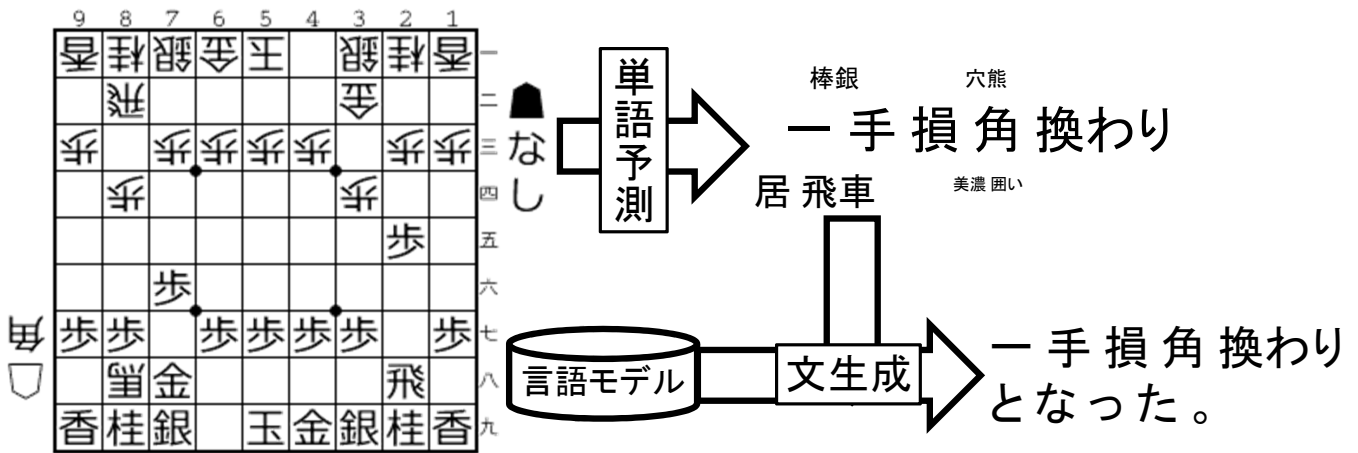 9 8 7 6 5 4 3 2 1
香 桂 銀 金 王 銀 桂 香 一
飛 金 二
歩 歩 歩 歩 歩 歩 歩 三
歩 歩 四
歩 五
歩 六
歩 歩 歩 歩 歩 歩 歩 七
馬 金 飛 八
香 桂 銀 玉 金 銀 桂 香 九
☗なし
☖角
単語予測
棒銀
穴熊
一手損角換わり
居飛車
美濃囲い
言語モデル
文生成
一手損角換わり
となった。